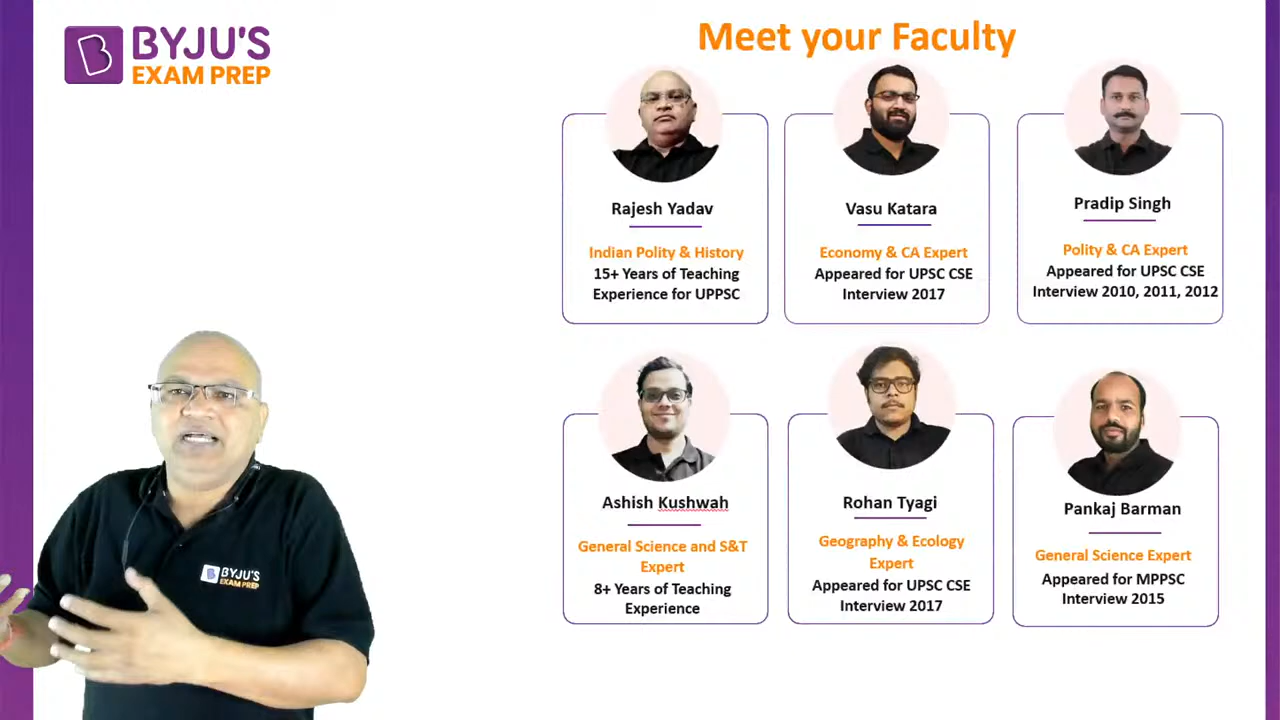 BYJU'S
EXAM PREP
Meet your Faculty
Rajesh Yadav
Indian Polity & History
15+ Years of Teaching
Experience for UPPSC
Vasu Katara
Economy & CA Expert
Appeared for UPSC CSE
Interview 2017
Pradip Singh
Polity & CA Expert
Appeared for UPSC CSE
Interview 2010, 2011, 2012
Ashish Kushwah
General Science and S&T
Expert
8+ Years of Teaching
Experience
Rohan Tyagi
Geography & Ecology
Expert
Appeared for UPSC CSE
Interview 2017
Pankaj Barman
General Science Expert
Appeared for MPPSC
Interview 2015
BYJU'S
EXAM PREP